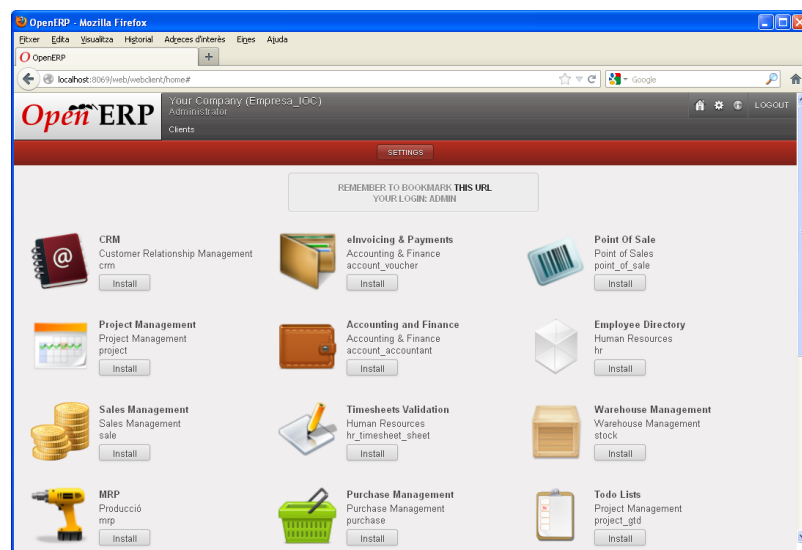 OpenERP - Mozilla Firefox
Fitxer Edita Visualitza Historial Adreces d'interès Eines Ajuda
OpenERP
localhost:8069/web/webclient/home#
Google
Open ERP
Your Company (Empresa_IOC)
Administrator
LOGOUT
Clients
SETTINGS
REMEMBER TO BOOKMARK THIS URL
YOUR LOGIN: ADMIN
CRM
Customer Relationship Management
crm
Install
eInvoicing & Payments
Accounting & Finance
account_voucher
Install
Point Of Sale
Point of Sales
point_of_sale
Install
Project Management
Project Management
project
Install
Accounting and Finance
Accounting & Finance
account_accountant
Install
Employee Directory
Human Resources
hr
Install
Sales Management
Sales Management
sale
Install
Timesheets Validation
Human Resources
hr_timesheet_sheet
Install
Warehouse Management
Warehouse Management
stock
Install
MRP
Producció
mrp
Install
Purchase Management
Purchase Management
purchase
Install
Todo Lists
Project Management
project_gtd
Install